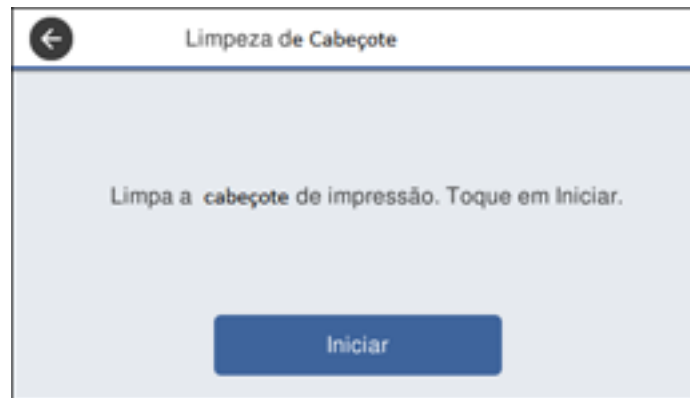 Limpeza de Cabeçote
Limpa a cabeçote de impressão. Toque em Iniciar.
Iniciar